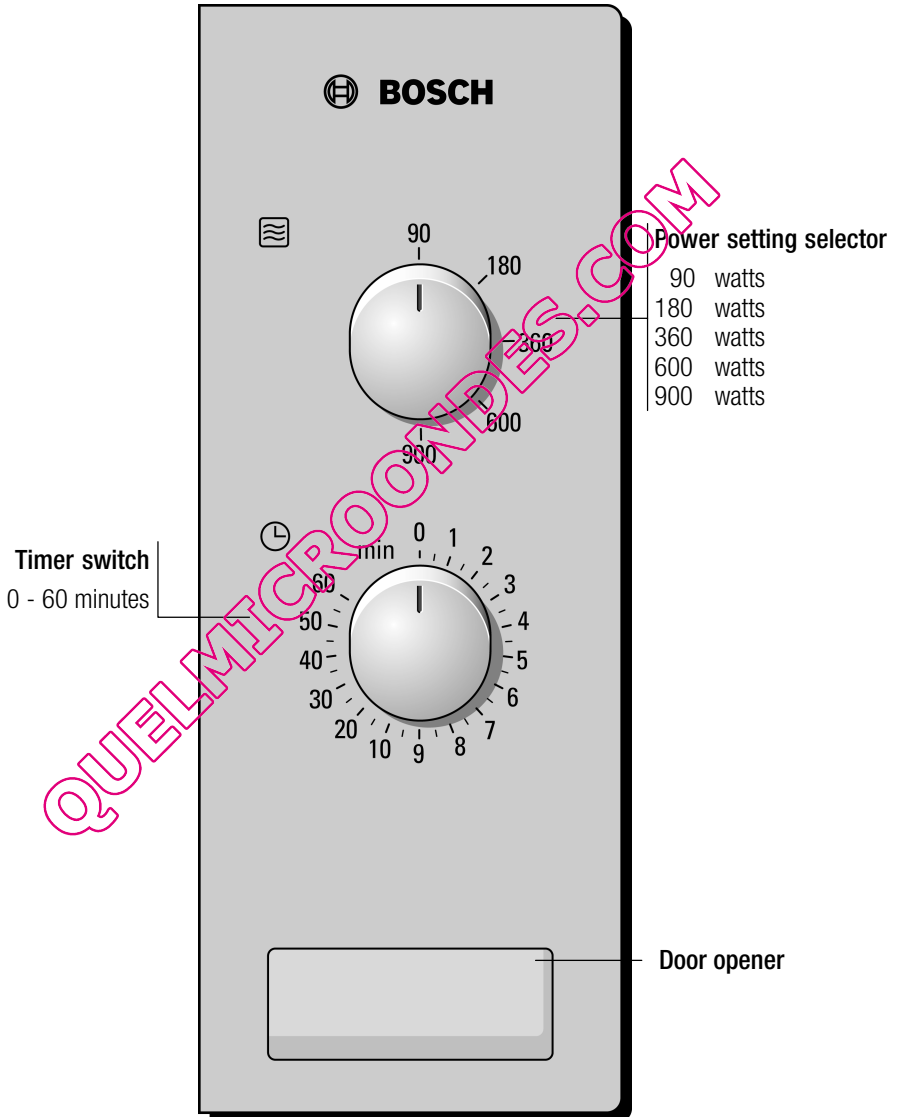 BOSCH
90
180
360
600
900
Power setting selector
90 watts
180 watts
360 watts
600 watts
900 watts
Timer switch
0 - 60 minutes
min
0
1
2
3
4
5
6
7
8
9
10
20
30
40
50
60
Door opener
QUELMICROONDES.COM